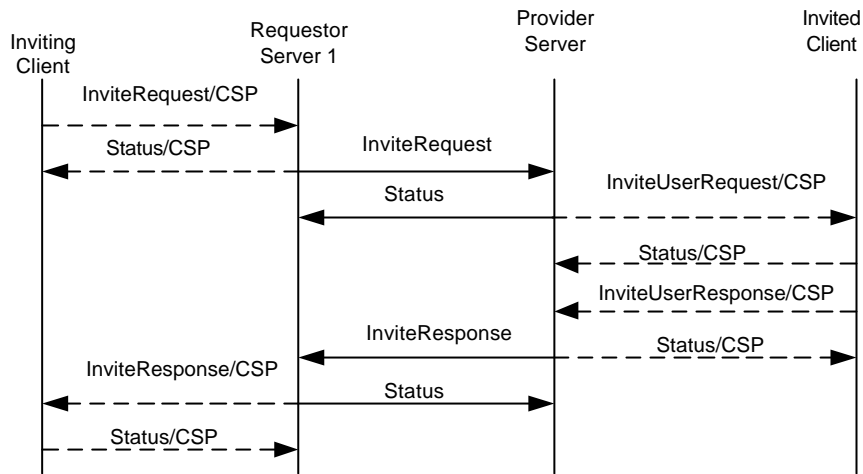 Inviting
Client
Requestor
Server 1
Provider
Server
Invited
Client
InviteRequest/CSP
Status/CSP
InviteRequest
InviteUserRequest/CSP
Status
Status/CSP
InviteUserResponse/CSP
InviteResponse
Status/CSP
InviteResponse/CSP
Status
Status/CSP